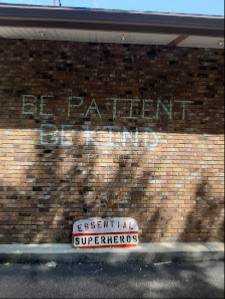 BE PATIENT
BE KIND
ESSENTIAL
SUPERHEROS